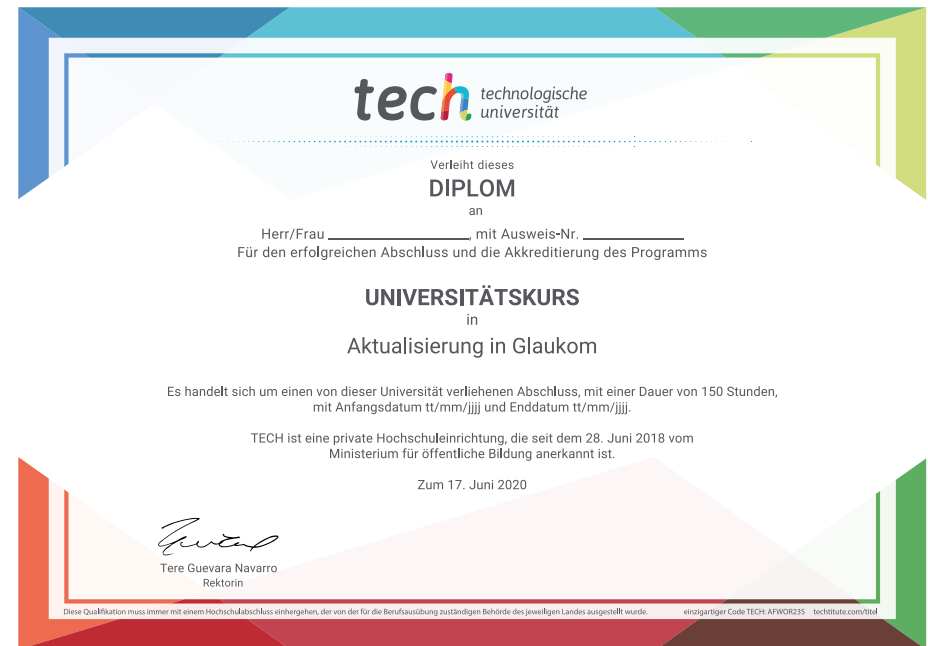 tech technologische
universität
Verleiht dieses
DIPLOM
an
Herr/Frau ____________, mit Ausweis-Nr. ____________
Für den erfolgreichen Abschluss und die Akkreditierung des Programms
UNIVERSITÄTSKURS
in
Aktualisierung in Glaukom
Es handelt sich um einen von dieser Universität verliehenen Abschluss, mit einer Dauer von 150 Stunden,
mit Anfangsdatum tt/mm/jjjj und Enddatum tt/mm/jjjj.
TECH ist eine private Hochschuleinrichtung, die seit dem 28. Juni 2018 vom
Ministerium für öffentliche Bildung anerkannt ist.
Zum 17. Juni 2020
Tere Guevara Navarro
Rektorin
Diese Qualifikation muss immer mit einem Hochschulabschluss einhergehen, der von der für die Berufsausübung zuständigen Behörde des jeweiligen Landes ausgestellt wurde. einzigartiger Code TECH: AFWOR235 techtitute.com/titel